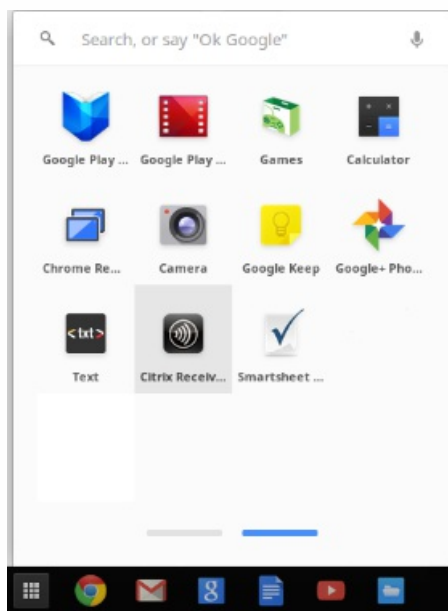 Search, or say "Ok Google"
Google Play ... Google Play ... Games Calculator
Chrome Re... Camera Google Keep Google+ Pho...
<txt>
Text Citrix Receiv... Smartsheet ...
8